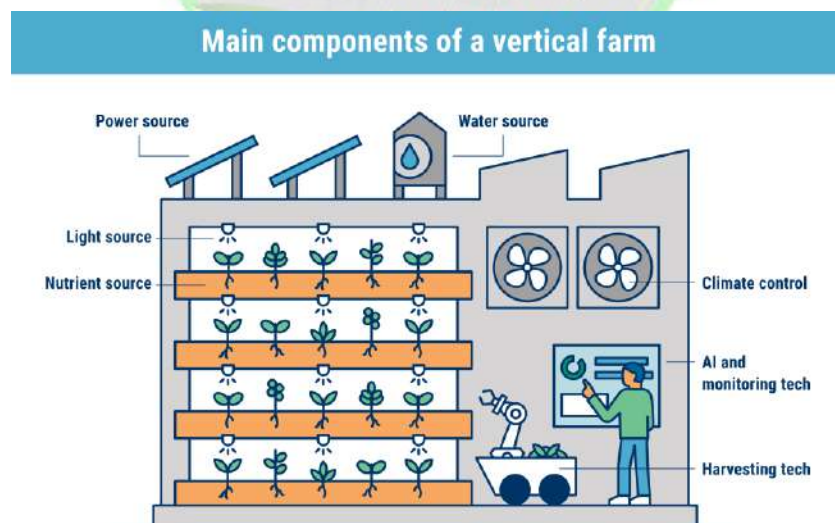 Main components of a vertical farm
Power source
Water source
Light source
Nutrient source
Climate control
AI and
monitoring tech
Harvesting tech